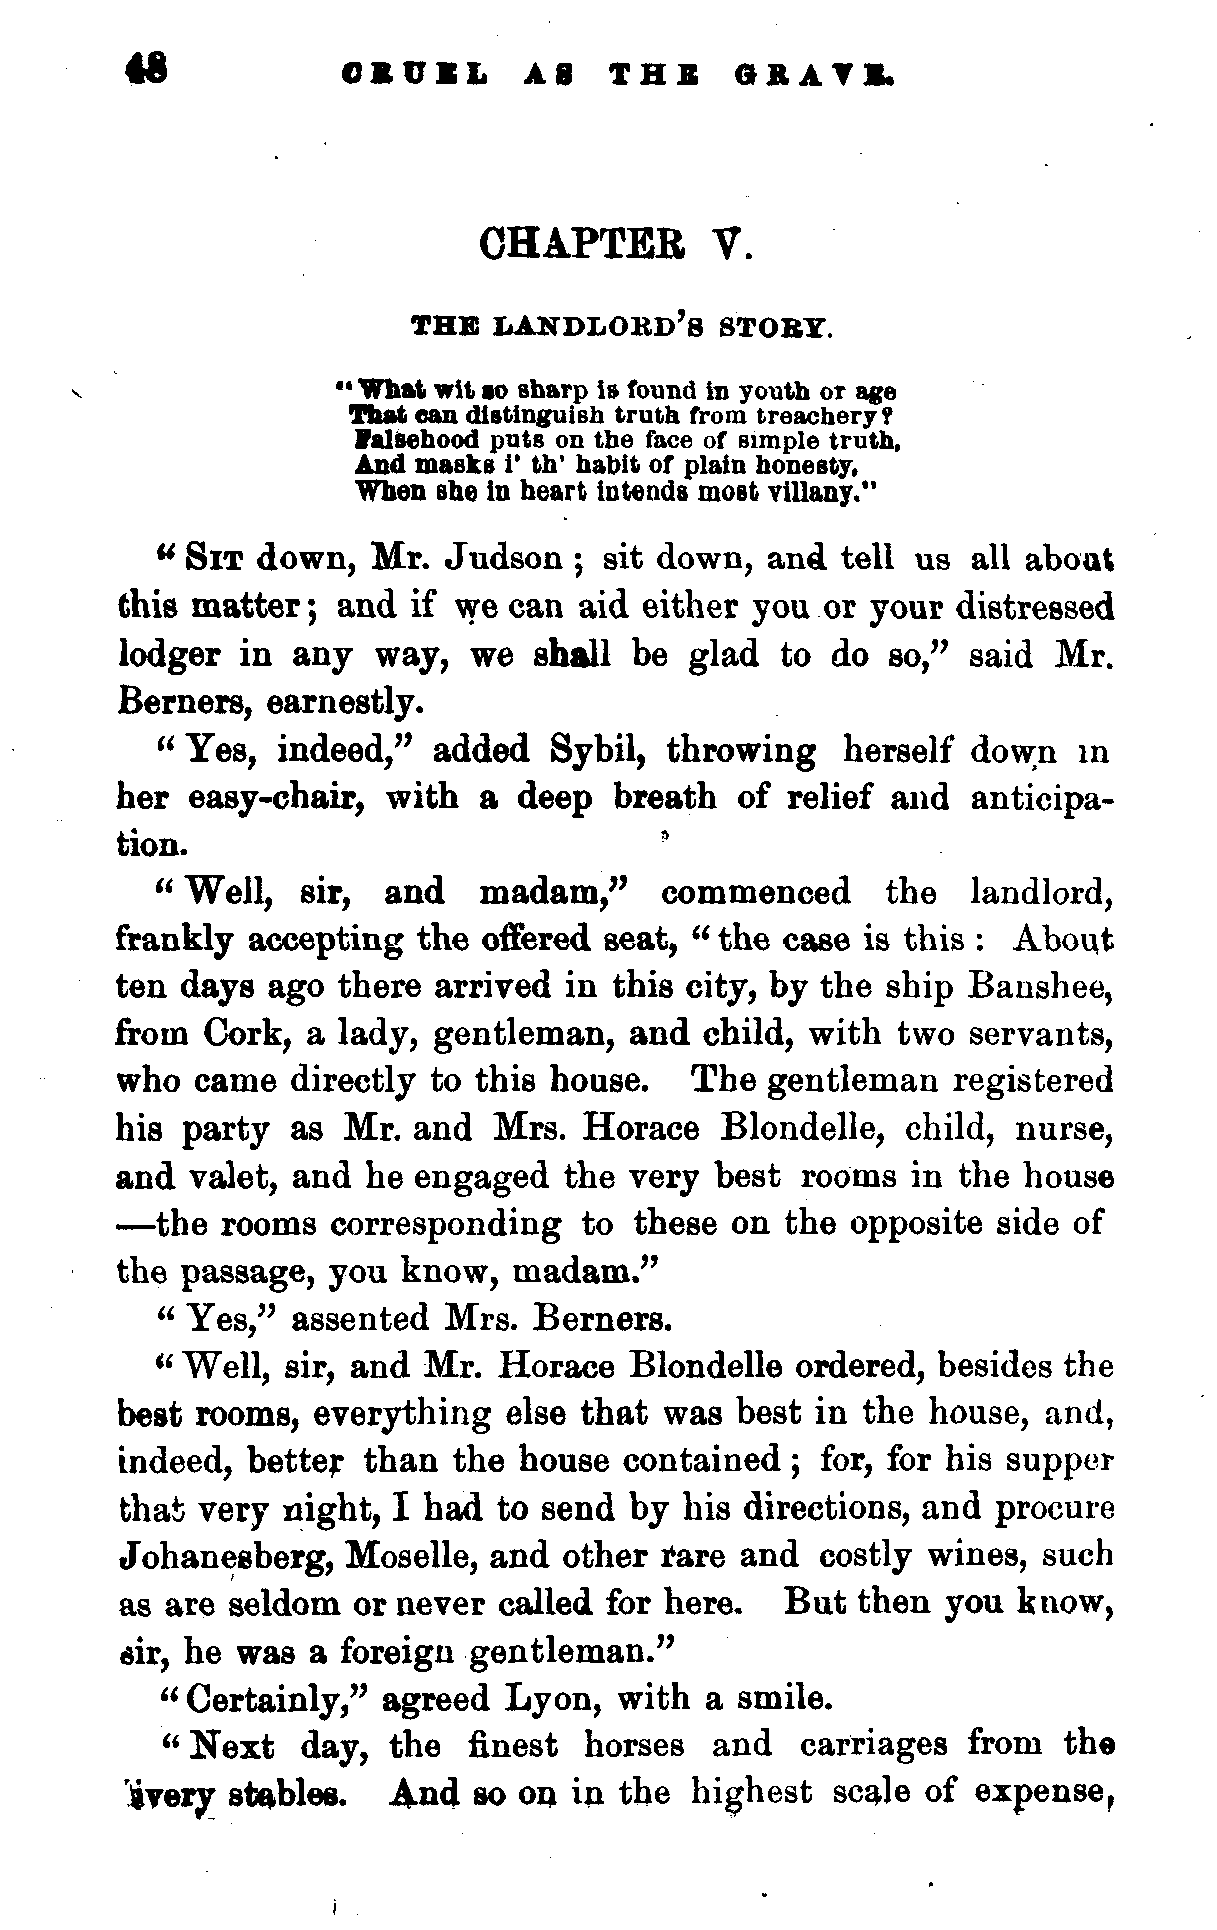 48 CRUEL AS THE GRAVE.
CHAPTER V.
THE LANDLORD'S STORY.
"What wit so sharp is found in youth or age
That can distinguish truth from treachery?
Falsehood puts on the face of simple truth,
And masks i' th' habit of plain honesty,
When she in heart intends most villany."
"SIT down, Mr. Judson; sit down, and tell us all about
this matter; and if we can aid either you or your distressed
lodger in any way, we shall be glad to do so," said Mr.
Berners, earnestly.
"Yes, indeed," added Sybil, throwing herself down in
her easy-chair, with a deep breath of relief and anticipa-
tion.
"Well, sir, and madam," commenced the landlord,
frankly accepting the offered seat, "the case is this: About
ten days ago there arrived in this city, by the ship Banshee,
from Cork, a lady, gentleman, and child, with two servants,
who came directly to this house. The gentleman registered
his party as Mr. and Mrs. Horace Blondelle, child, nurse,
and valet, and he engaged the very best rooms in the house
—the rooms corresponding to these on the opposite side of
the passage, you know, madam."
"Yes," assented Mrs. Berners.
"Well, sir, and Mr. Horace Blondelle ordered, besides the
best rooms, everything else that was best in the house, and,
indeed, better than the house contained; for, for his supper
that very night, I had to send by his directions, and procure
Johanesberg, Moselle, and other rare and costly wines, such
as are seldom or never called for here. But then you know,
sir, he was a foreign gentleman."
"Certainly," agreed Lyon, with a smile.
"Next day, the finest horses and carriages from the
livery stables. And so on in the highest scale of expense,